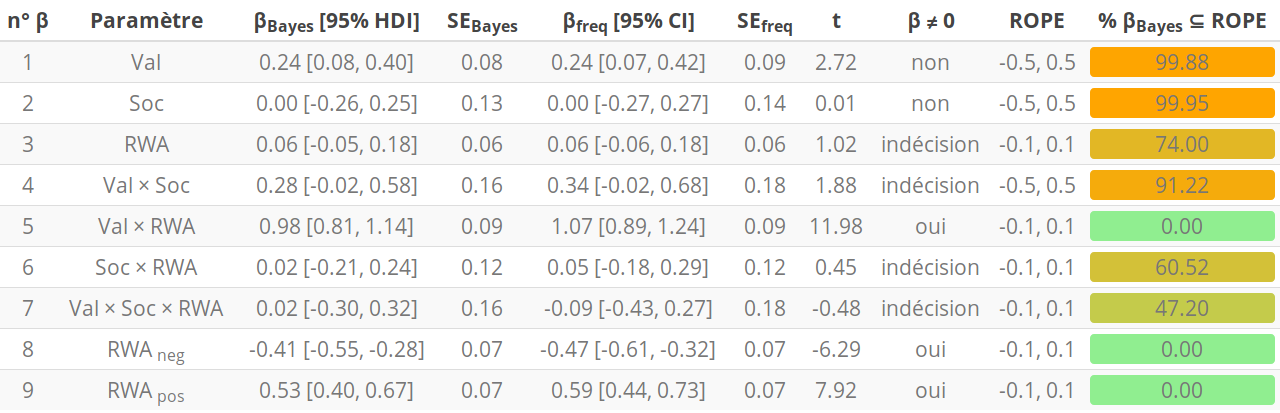 n° β Paramètre βBayes [95% HDI] SEBayes βfreq [95% CI] SEfreq t β ≠ 0 ROPE % βBayes ⊆ ROPE
1 Val 0.24 [0.08, 0.40] 0.08 0.24 [0.07, 0.42] 0.09 2.72 non -0.5, 0.5 99.88
2 Soc 0.00 [-0.26, 0.25] 0.13 0.00 [-0.27, 0.27] 0.14 0.01 non -0.5, 0.5 99.95
3 RWA 0.06 [-0.05, 0.18] 0.06 0.06 [-0.06, 0.18] 0.06 1.02 indécision -0.1, 0.1 74.00
4 Val × Soc 0.28 [-0.02, 0.58] 0.16 0.34 [-0.02, 0.68] 0.18 1.88 indécision -0.5, 0.5 91.22
5 Val × RWA 0.98 [0.81, 1.14] 0.09 1.07 [0.89, 1.24] 0.09 11.98 oui -0.1, 0.1 0.00
6 Soc × RWA 0.02 [-0.21, 0.24] 0.12 0.05 [-0.18, 0.29] 0.12 0.45 indécision -0.1, 0.1 60.52
7 Val × Soc × RWA 0.02 [-0.30, 0.32] 0.16 -0.09 [-0.43, 0.27] 0.18 -0.48 indécision -0.1, 0.1 47.20
8 RWA neg -0.41 [-0.55, -0.28] 0.07 -0.47 [-0.61, -0.32] 0.07 -6.29 oui -0.1, 0.1 0.00
9 RWA pos 0.53 [0.40, 0.67] 0.07 0.59 [0.44, 0.73] 0.07 7.92 oui -0.1, 0.1 0.00